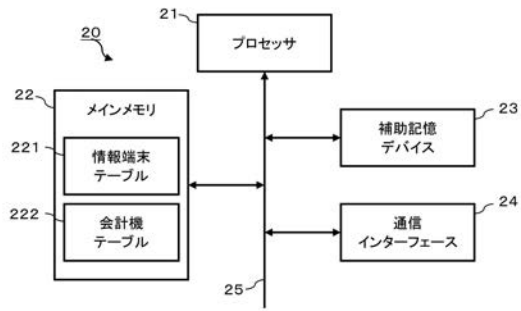 21
プロセッサ
20
22
メインメモリ
221
情報端末
テーブル
222
会計機
テーブル
23
補助記憶
デバイス
24
通信
インターフェース
25